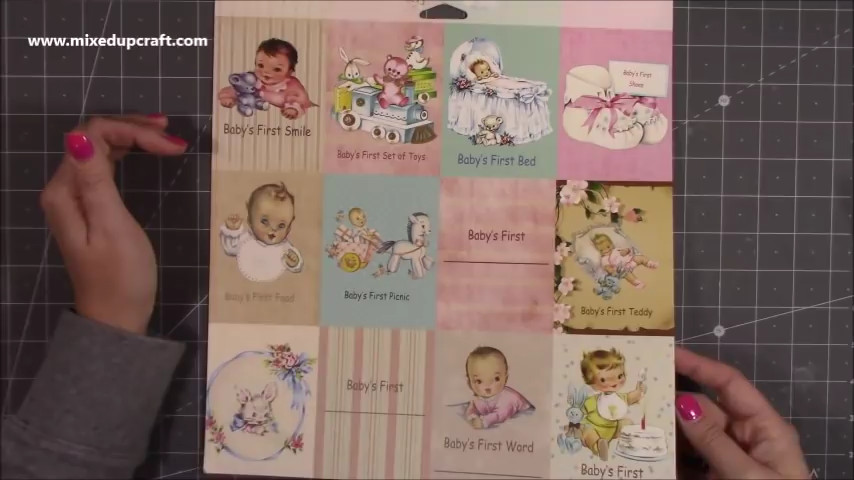 www.mixedupcraft.com
Baby's First Smile
Baby's First Set of Toys
Baby's First Bed
Baby's First
Shoes
Baby's First Food
Baby's First Picnic
Baby's First
Baby's First Teddy
Baby's First
Baby's First Word
Baby's First